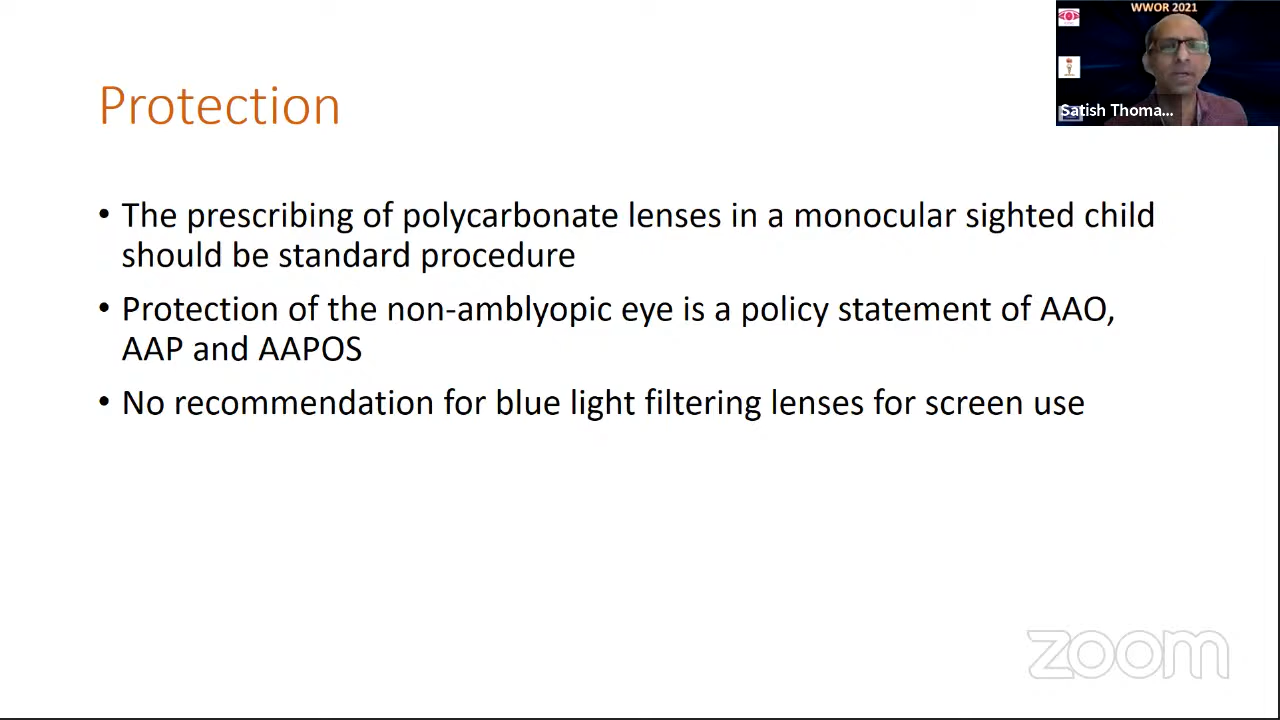 WWOR 2021
Satish Thoma...
Protection
• The prescribing of polycarbonate lenses in a monocular sighted child
should be standard procedure
• Protection of the non-amblyopic eye is a policy statement of AAO,
AAP and AAPOS
• No recommendation for blue light filtering lenses for screen use
zoom